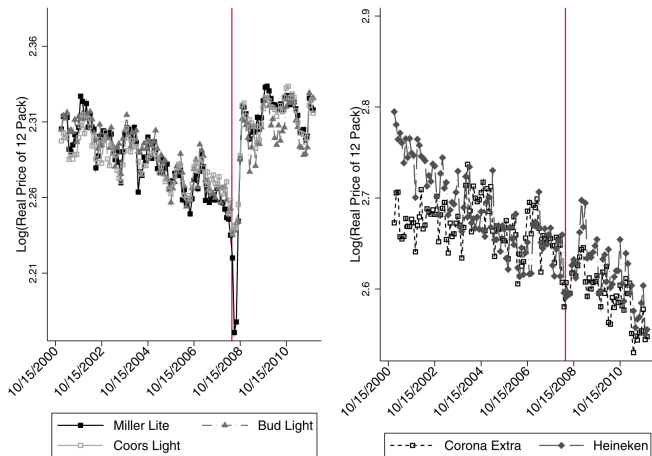 Log(Real Price of 12 Pack)
2.36
2.31
2.26
2.21
10/15/2000
10/15/2002
10/15/2004
10/15/2006
10/15/2008
10/15/2010
Miller Lite
Bud Light
Coors Light
Log(Real Price of 12 Pack)
2.9
2.8
2.7
2.6
10/15/2000
10/15/2002
10/15/2004
10/15/2006
10/15/2008
10/15/2010
Corona Extra
Heineken